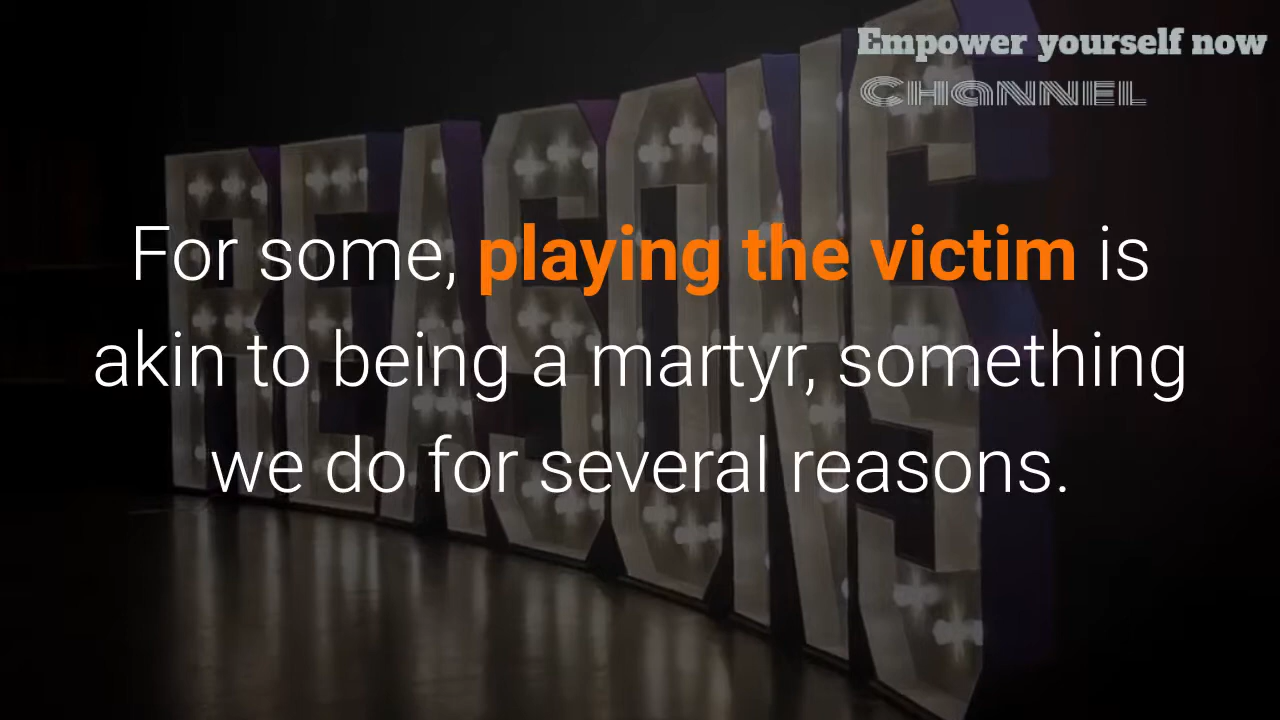 Empower yourself now
Channel
REASONS
For some, playing the victim is
akin to being a martyr, something
we do for several reasons.